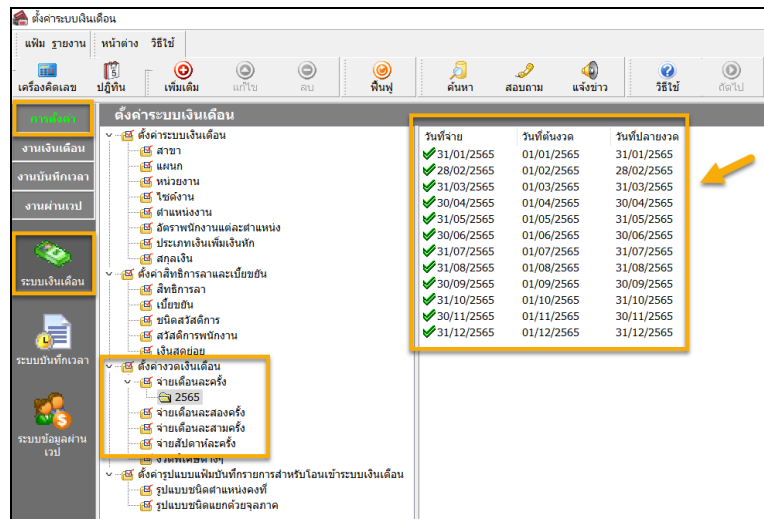 ตั้งค่าระบบเงินเดือน
แฟ้ม รายงาน หน้าต่าง วิธีใช้
เครื่องคิดเลข ปฏิทิน เพิ่มเติม แก้ไข ลบ ฟื้นฟู ค้นหา สอบถาม แจ้งข่าว วิธีใช้ ถัดไป
การตั้งค่า
งานเงินเดือน
งานบันทึกเวลา
งานผ่านเวป
ระบบเงินเดือน
ระบบบันทึกเวลา
ระบบข้อมูลผ่าน
เวป
ตั้งค่าระบบเงินเดือน
ตั้งค่าระบบเงินเดือน
สาขา
แผนก
หน่วยงาน
ไซด์งาน
ตำแหน่งงาน
อัตราพนักงานแต่ละตำแหน่ง
ประเภทเงินเพิ่มเงินหัก
สกุลเงิน
ตั้งค่าสิทธิการลาและเบี้ยขยัน
สิทธิการลา
เบี้ยขยัน
ชนิดสวัสดิการ
สวัสดิการพนักงาน
เงินสดย่อย
ตั้งค่างวดเงินเดือน
จ่ายเดือนละครั้ง
2565
จ่ายเดือนละสองครั้ง
จ่ายเดือนละสามครั้ง
จ่ายสัปดาห์ละครั้ง
งวดพิเศษต่างๆ
ตั้งค่ารูปแบบแฟ้มบันทึกรายการสำหรับโอนเข้าระบบเงินเดือน
รูปแบบชนิดตำแหน่งคงที่
รูปแบบชนิดแยกด้วยจุลภาค
วันที่จ่าย วันที่ต้นงวด วันที่ปลายงวด
31/01/2565 01/01/2565 31/01/2565
28/02/2565 01/02/2565 28/02/2565
31/03/2565 01/03/2565 31/03/2565
30/04/2565 01/04/2565 30/04/2565
31/05/2565 01/05/2565 31/05/2565
30/06/2565 01/06/2565 30/06/2565
31/07/2565 01/07/2565 31/07/2565
31/08/2565 01/08/2565 31/08/2565
30/09/2565 01/09/2565 30/09/2565
31/10/2565 01/10/2565 31/10/2565
30/11/2565 01/11/2565 30/11/2565
31/12/2565 01/12/2565 31/12/2565